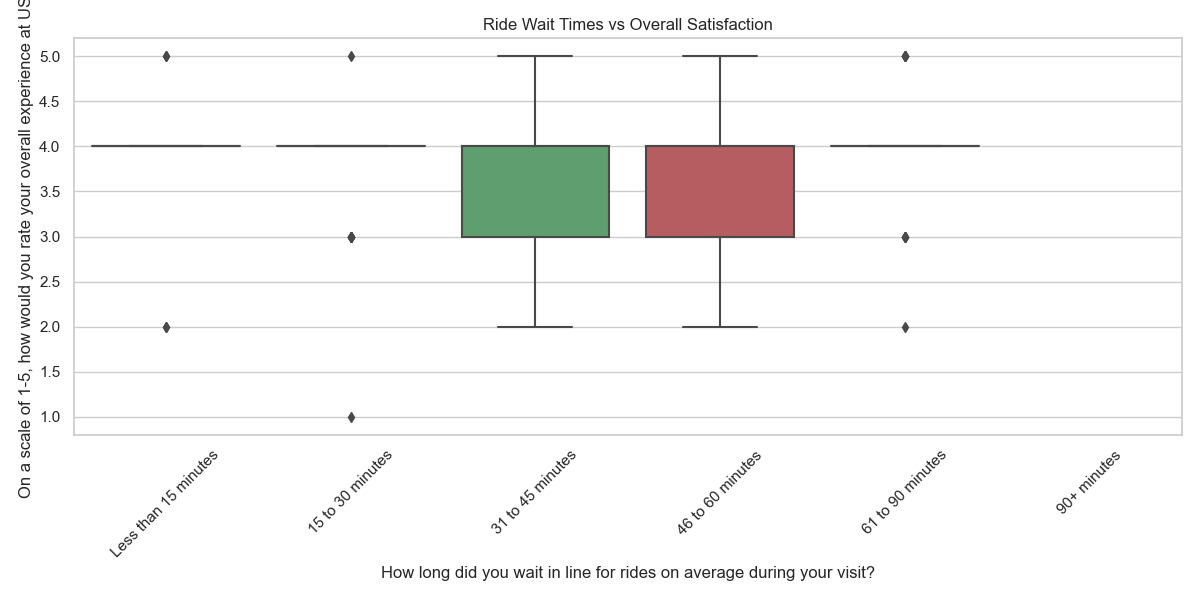 Ride Wait Times vs Overall Satisfaction
On a scale of 1-5, how would you rate your overall experience at US
5.0
4.5
4.0
3.5
3.0
2.5
2.0
1.5
1.0
Less than 15 minutes
15 to 30 minutes
31 to 45 minutes
46 to 60 minutes
61 to 90 minutes
90+ minutes
How long did you wait in line for rides on average during your visit?